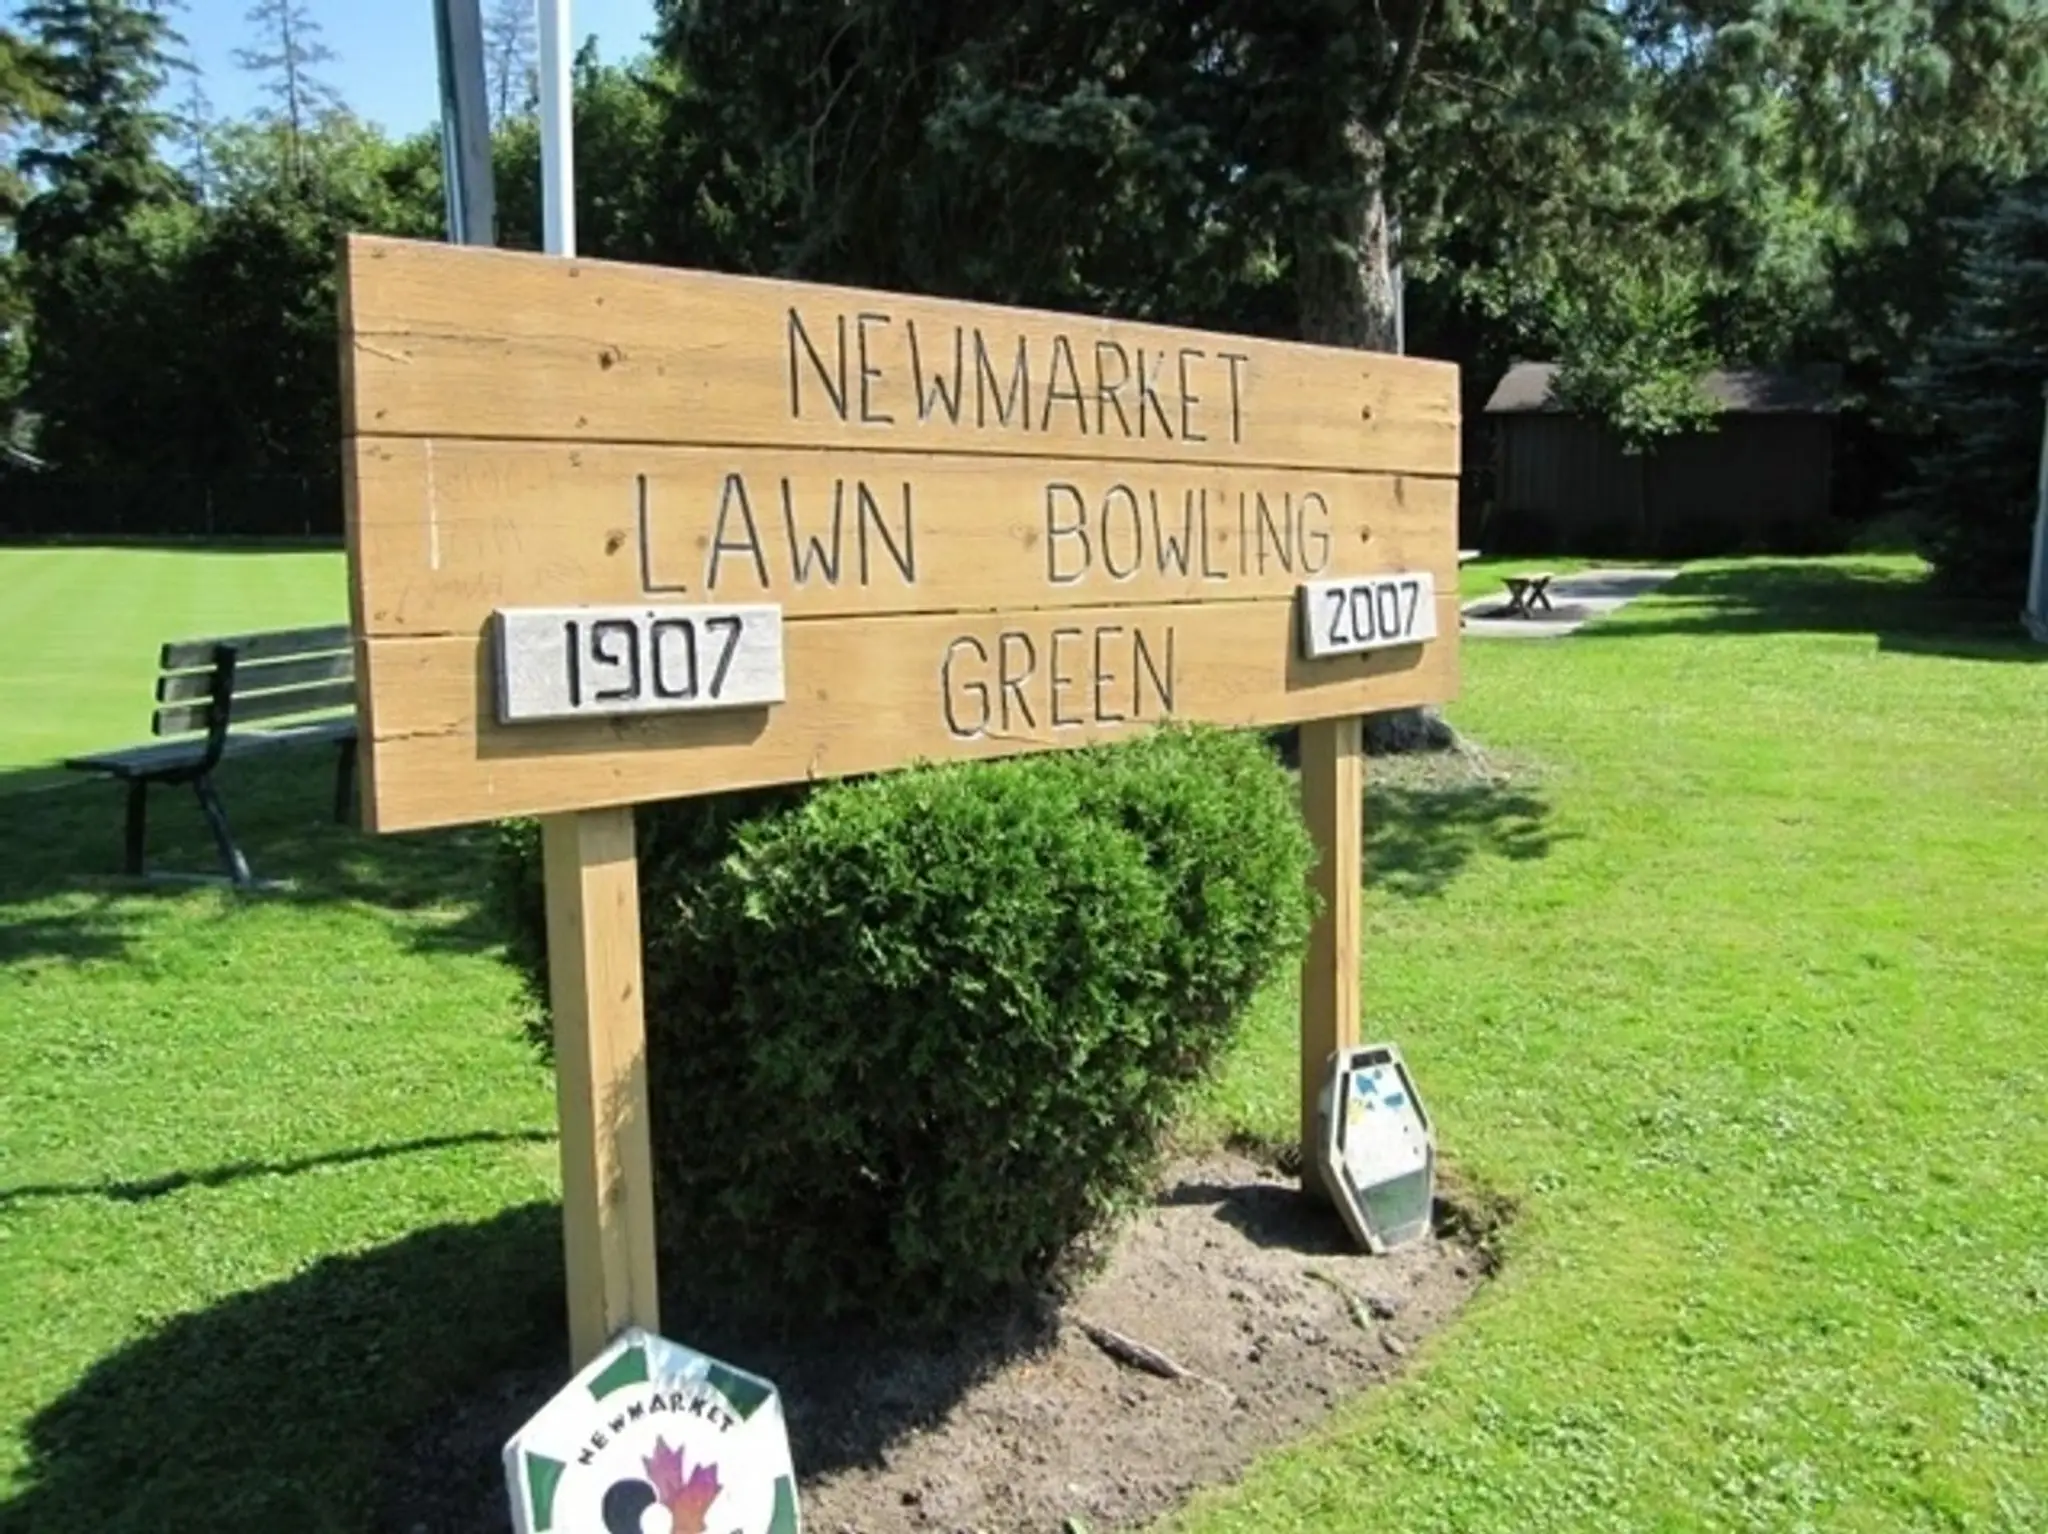 NEWMARKET
LAWN BOWLING
1907 GREEN 2007
NEWMARKET